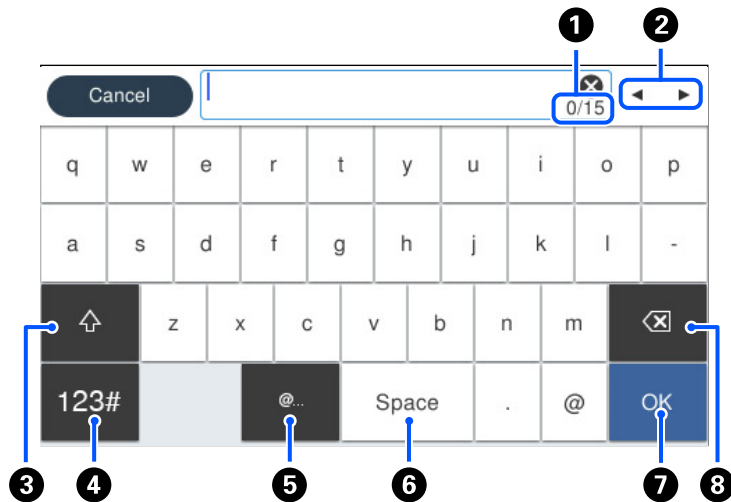 1 2
Cancel
0/15
q w e r t y u i o p
a s d f g h j k l -
z x c v b n m
123# @... Space . @ OK
3 4 5 6 7 8